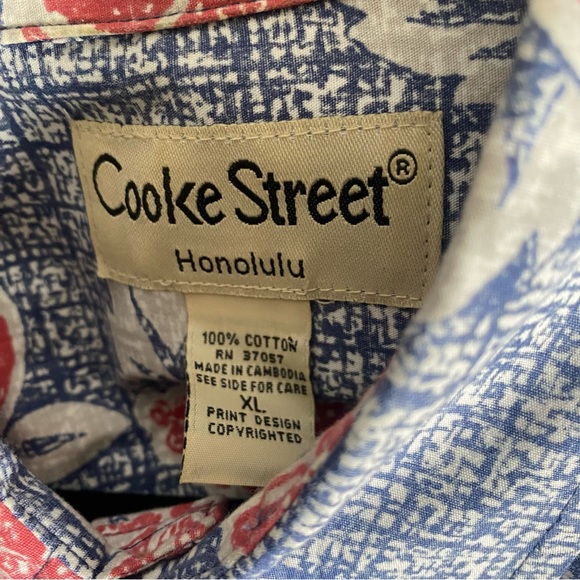 Cooke Street®
Honolulu
100% COTTON
RN 37057
MADE IN CAMBODIA
SEE SIDE FOR CARE
XL
PRINT DESIGN
COPYRIGHTED